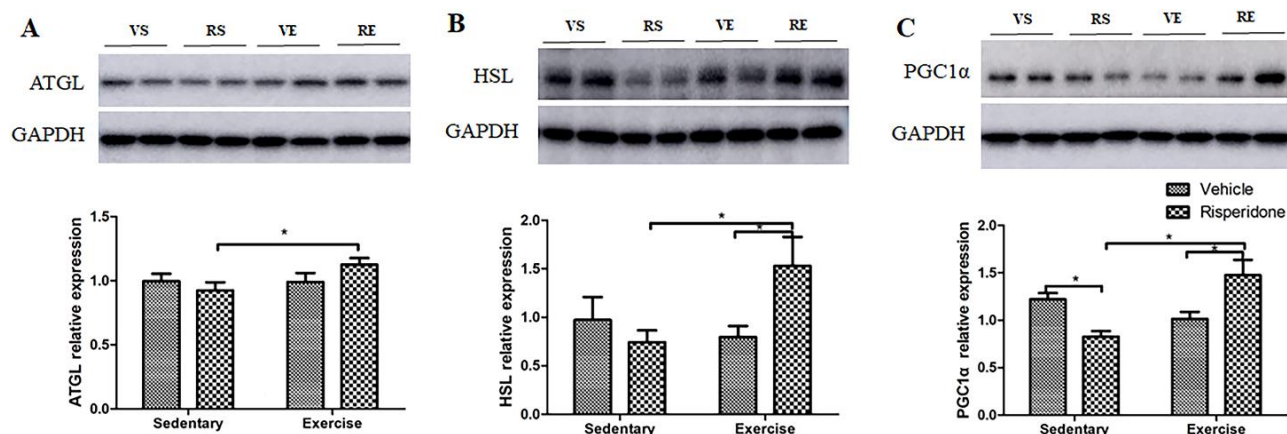 A
VS RS VE RE
ATGL
GAPDH
ATGL relative expression
1.5
1.0
0.5
0.0
*
Sedentary Exercise
B
VS RS VE RE
HSL
GAPDH
HSL relative expression
2.0
1.5
1.0
0.5
0.0
*
*
Sedentary Exercise
C
VS RS VE RE
PGC1α
GAPDH
Vehicle
Risperidone
PGC1α relative expression
2.0
1.5
1.0
0.5
0.0
*
*
*
Sedentary Exercise